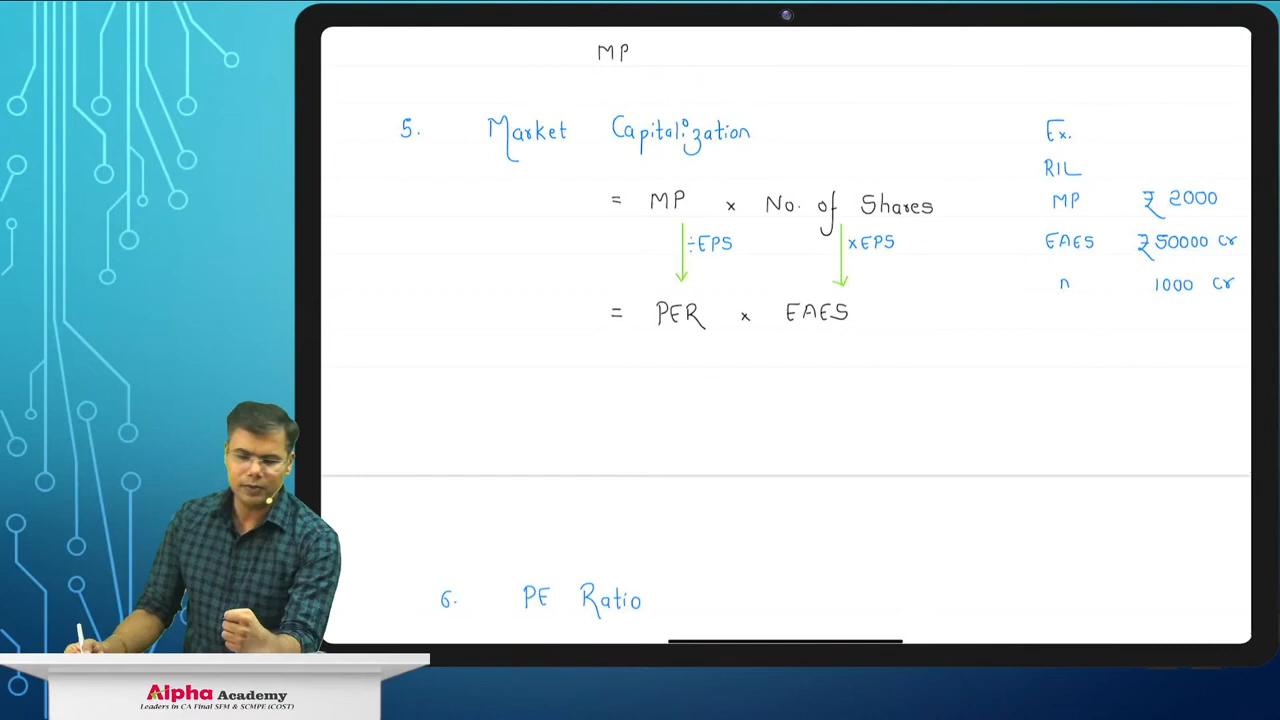 MP
5. Market Capitalization
= MP × No. of Shares
÷EPS ×EPS
= PER × EAES
Ex.
RIL
MP ₹ 2000
EAES ₹ 50000 cr
n 1000 cr
6. PE Ratio
Alpha Academy
Leaders in CA Final SFM & SCMPE (COST)